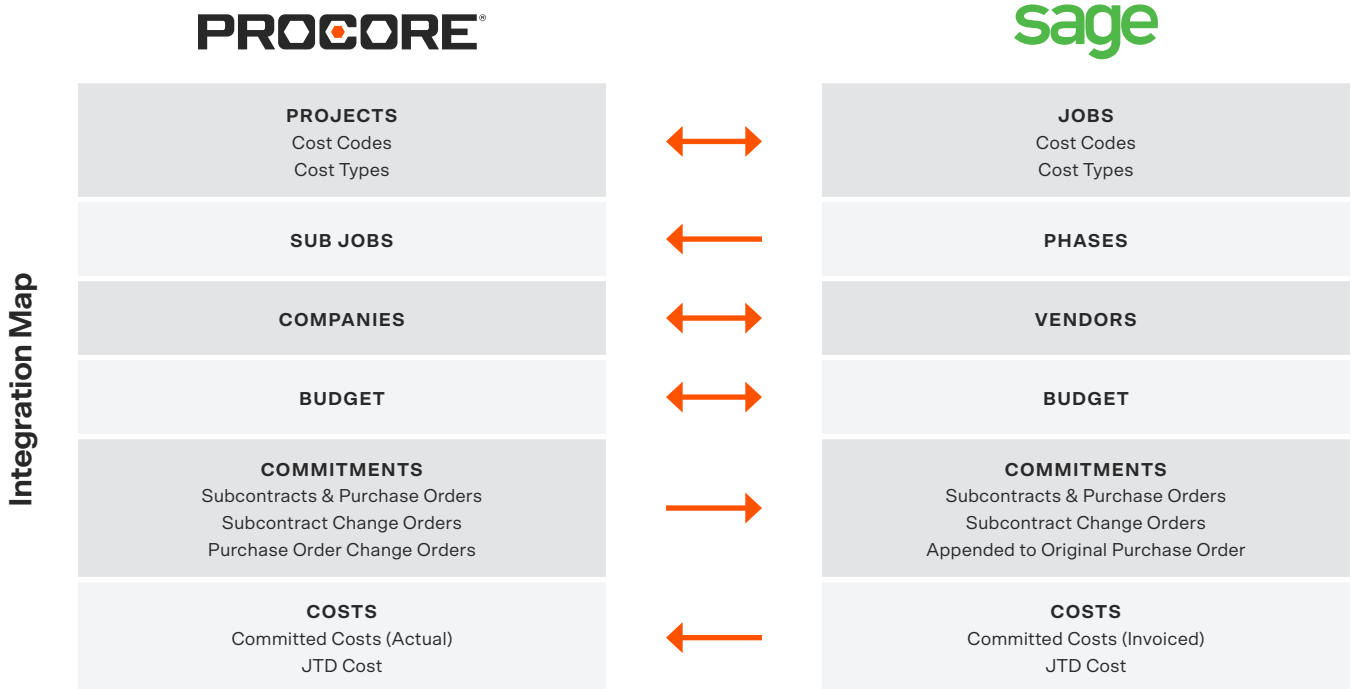 PROCORE®
sage
Integration Map
PROJECTS
Cost Codes
Cost Types
JOBS
Cost Codes
Cost Types
SUB JOBS
PHASES
COMPANIES
VENDORS
BUDGET
BUDGET
COMMITMENTS
Subcontracts & Purchase Orders
Subcontract Change Orders
Purchase Order Change Orders
COMMITMENTS
Subcontracts & Purchase Orders
Subcontract Change Orders
Appended to Original Purchase Order
COSTS
Committed Costs (Actual)
JTD Cost
COSTS
Committed Costs (Invoiced)
JTD Cost